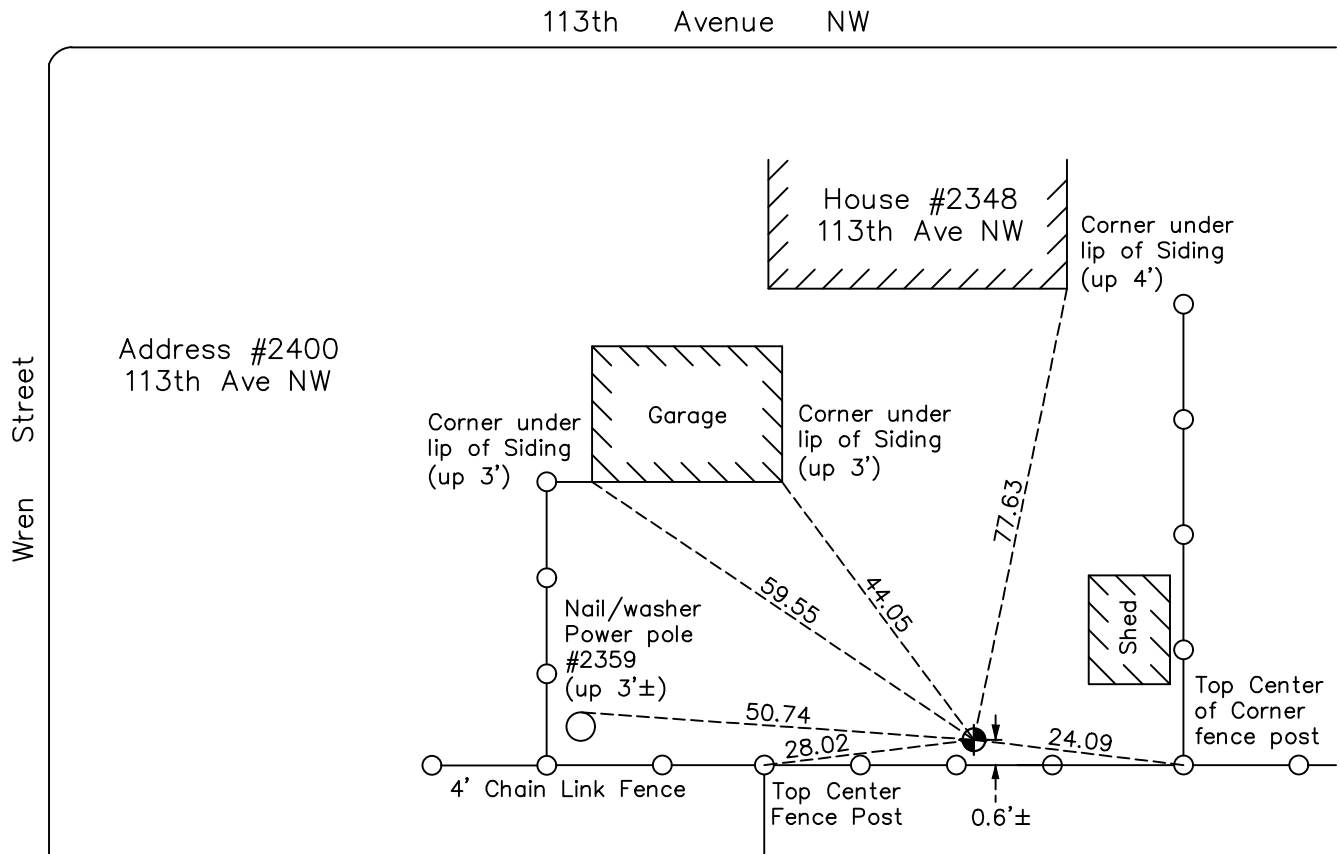 113th Avenue NW
House #2348
113th Ave NW
Corner under
lip of Siding
(up 4')
Wren Street
Address #2400
113th Ave NW
Garage
Corner under
lip of Siding
(up 3')
Corner under
lip of Siding
(up 3')
77.63
59.55
44.05
Nail/washer
Power pole
#2359
(up 3'±)
Shed
50.74
28.02
24.09
Top Center
of Corner
fence post
4' Chain Link Fence
Top Center
Fence Post
0.6'±